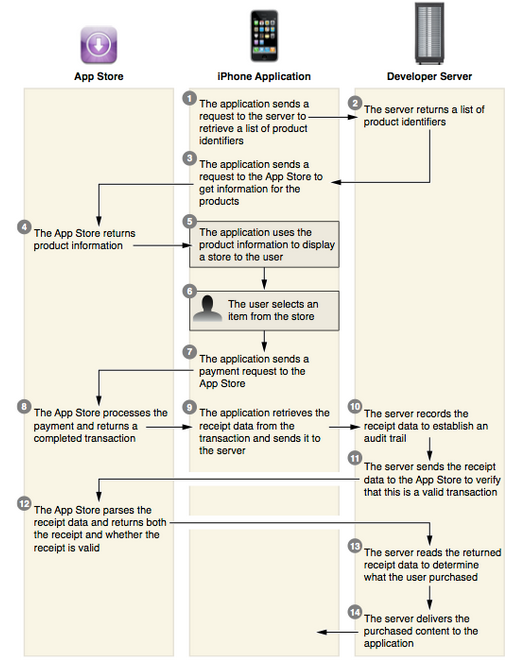 App Store
iPhone Application
Developer Server
1
The application sends a
request to the server to
retrieve a list of product
identifiers
2
The server returns a list of
product identifiers
3
The application sends a
request to the App Store to
get information for the
products
4
The App Store returns
product information
5
The application uses the
product information to display
a store to the user
6
The user selects an
item from the store
7
The application sends a
payment request to the
App Store
8
The App Store processes the
payment and returns a
completed transaction
9
The application retrieves the
receipt data from the
transaction and sends it to
the server
10
The server records the
receipt data to establish an
audit trail
11
The server sends the receipt
data to the App Store to verify
that this is a valid transaction
12
The App Store parses the
receipt data and returns both
the receipt and whether the
receipt is valid
13
The server reads the returned
receipt data to determine
what the user purchased
14
The server delivers the
purchased content to the
application